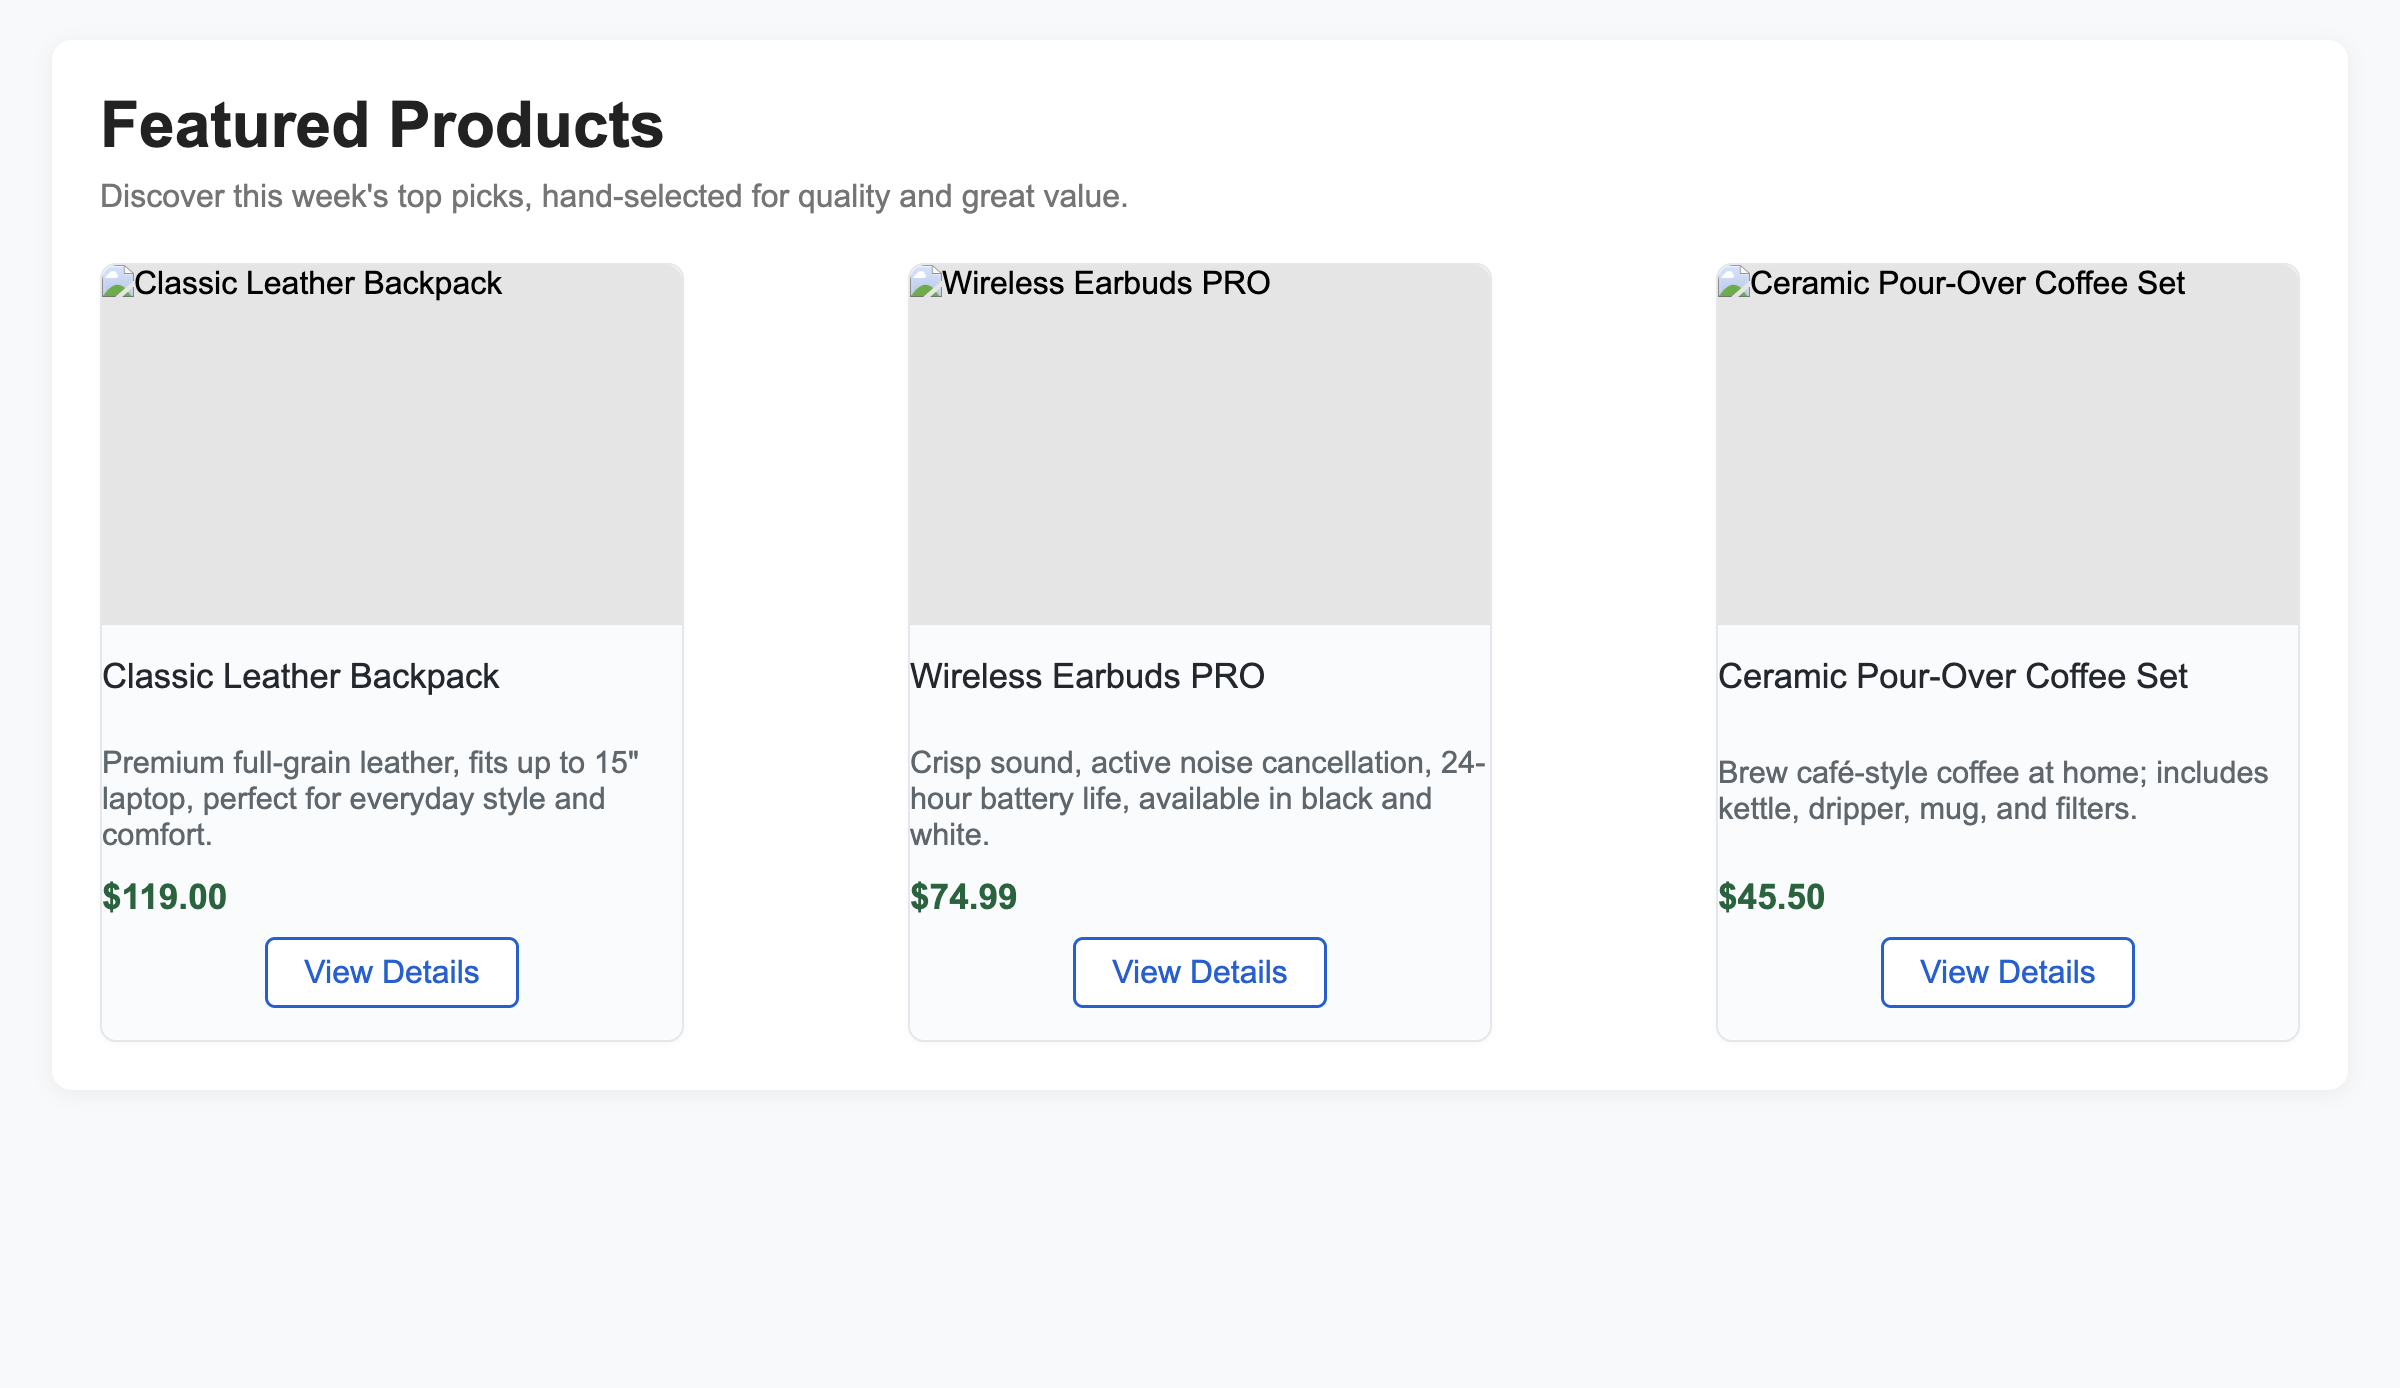 Featured Products
Discover this week's top picks, hand-selected for quality and great value.
Classic Leather Backpack
Classic Leather Backpack
Premium full-grain leather, fits up to 15"
laptop, perfect for everyday style and
comfort.
$119.00
View Details
Wireless Earbuds PRO
Wireless Earbuds PRO
Crisp sound, active noise cancellation, 24-
hour battery life, available in black and
white.
$74.99
View Details
Ceramic Pour-Over Coffee Set
Ceramic Pour-Over Coffee Set
Brew café-style coffee at home; includes
kettle, dripper, mug, and filters.
$45.50
View Details